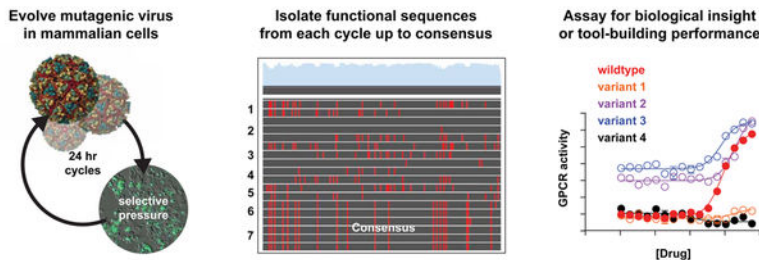 Evolve mutagenic virus
in mammalian cells
24 hr
cycles
selective
pressure
Isolate functional sequences
from each cycle up to consensus
1
2
3
4
5
6
7
Consensus
Assay for biological insight
or tool-building performance
wildtype
variant 1
variant 2
variant 3
variant 4
GPCR activity
[Drug]